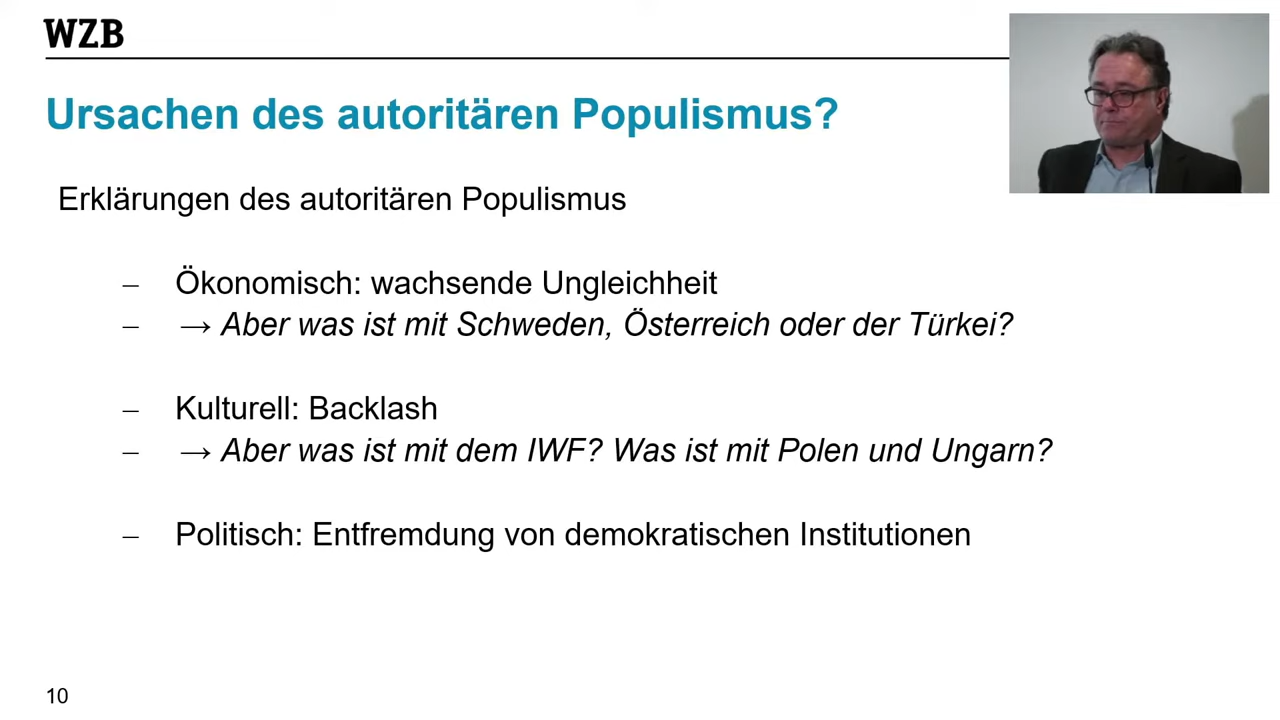 WZB
Ursachen des autoritären Populismus?
Erklärungen des autoritären Populismus
– Ökonomisch: wachsende Ungleichheit
– → Aber was ist mit Schweden, Österreich oder der Türkei?
– Kulturell: Backlash
– → Aber was ist mit dem IWF? Was ist mit Polen und Ungarn?
– Politisch: Entfremdung von demokratischen Institutionen
10